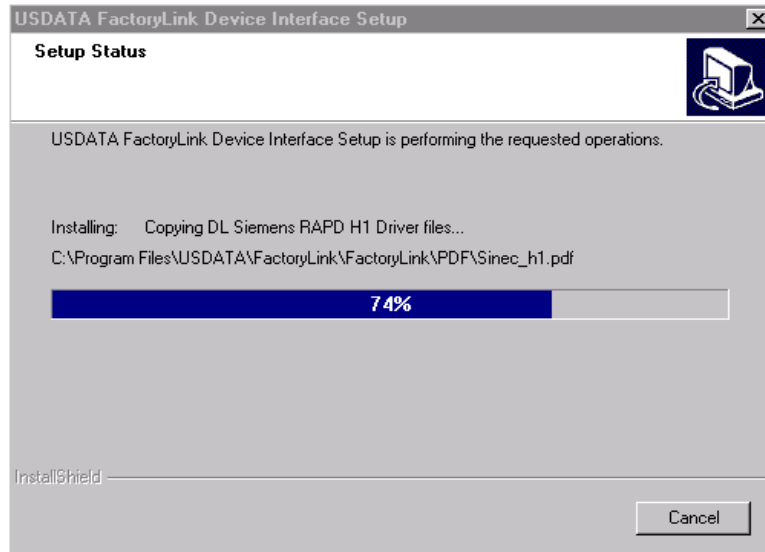 USDATA FactoryLink Device Interface Setup
Setup Status
USDATA FactoryLink Device Interface Setup is performing the requested operations.
Installing: Copying DL Siemens RAPD H1 Driver files...
C:\Program Files\USDATA\FactoryLink\FactoryLink\PDF\Sinec_h1.pdf
74%
InstallShield
Cancel